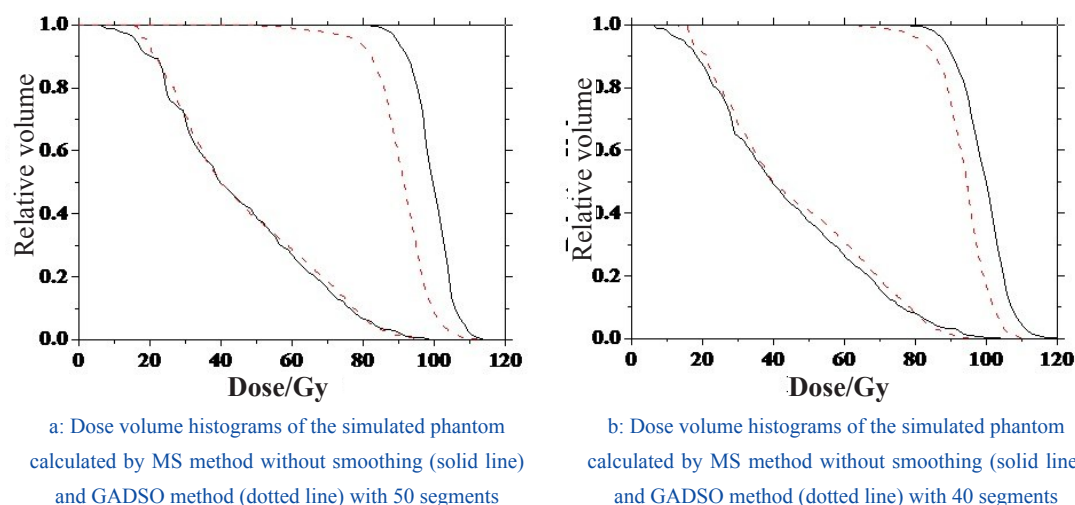 1.0
0.8
0.6
0.4
0.2
0.0
Relative volume
0 20 40 60 80 100 120
Dose/Gy
a: Dose volume histograms of the simulated phantom
calculated by MS method without smoothing (solid line)
and GADSO method (dotted line) with 50 segments
1.0
0.8
0.6
0.4
0.2
0.0
Relative volume
0 20 40 60 80 100 120
Dose/Gy
b: Dose volume histograms of the simulated phantom
calculated by MS method without smoothing (solid line
and GADSO method (dotted line) with 40 segments